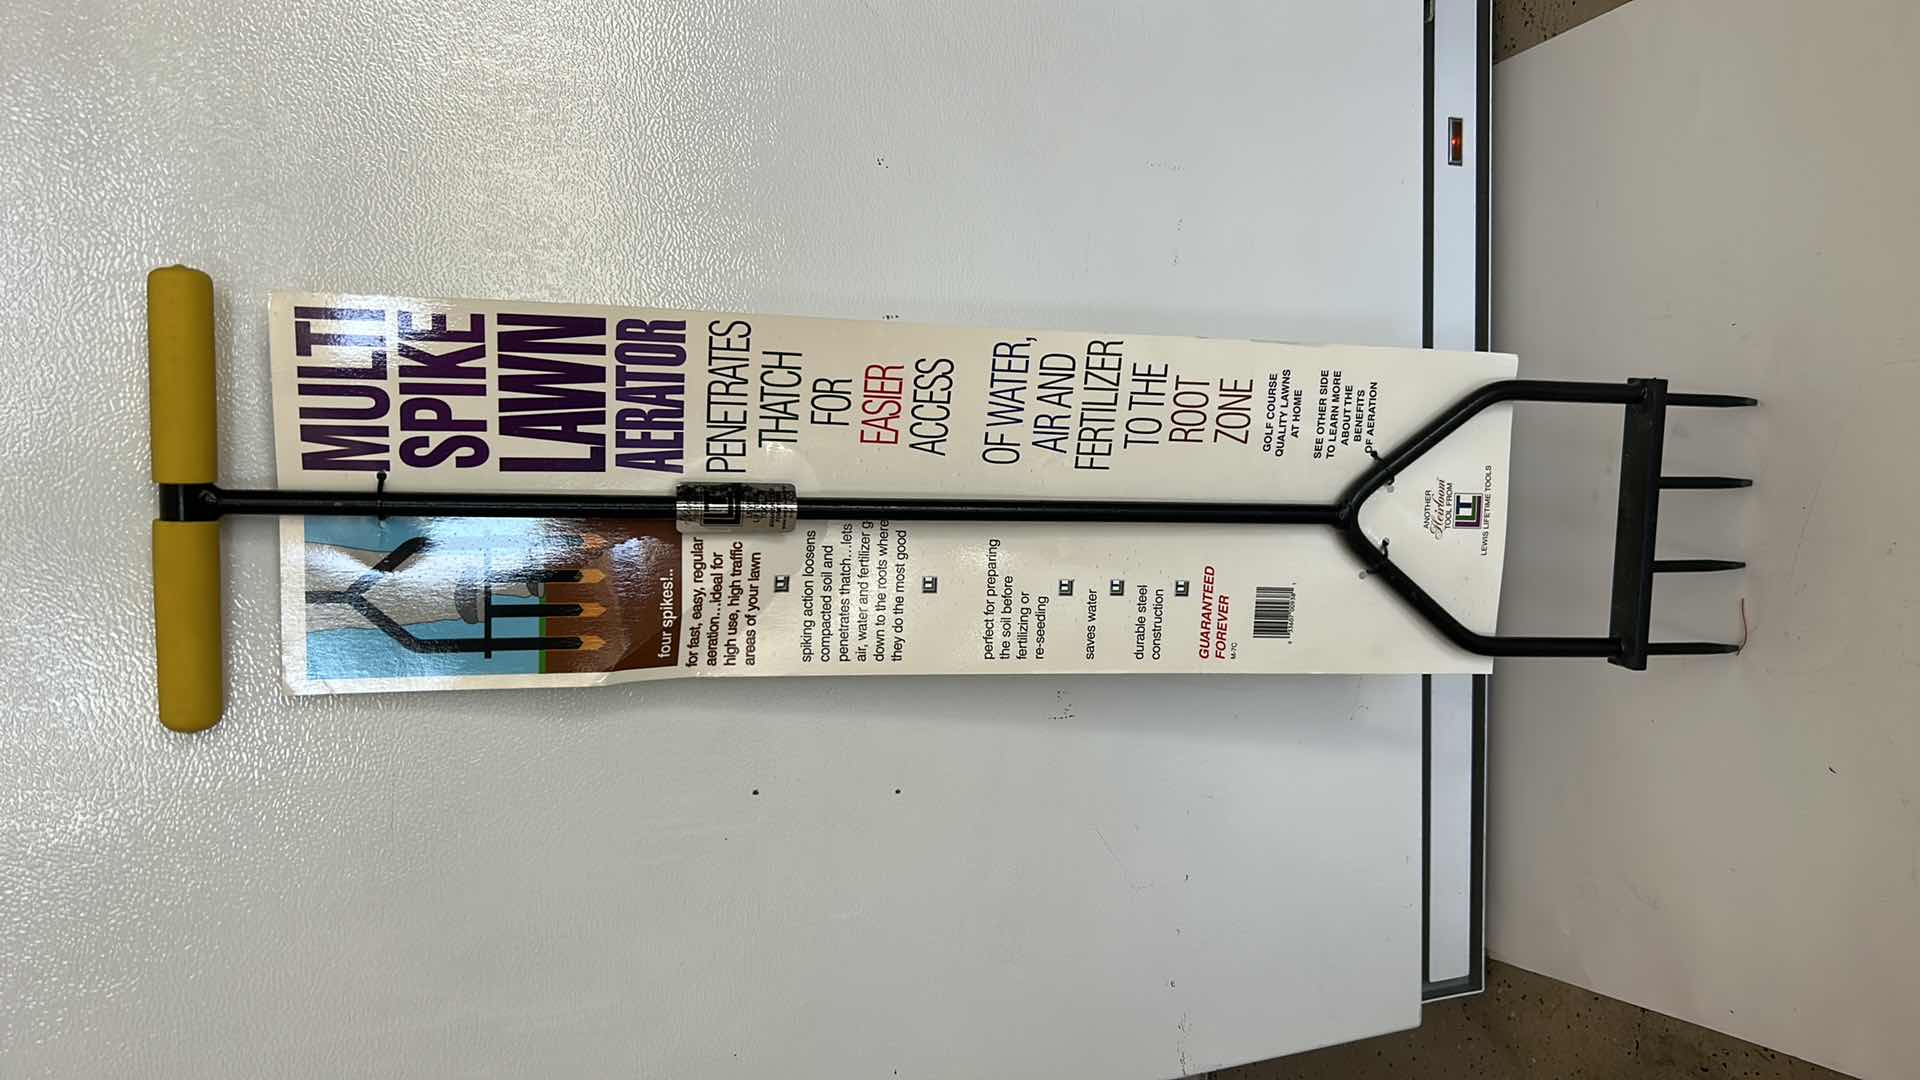 MULTI
SPIKE
LAWN
AERATOR
PENETRATES
THATCH
FOR
EASIER
ACCESS
OF WATER,
AIR AND
FERTILIZER
TO THE
ROOT
ZONE
GOLF COURSE
QUALITY LAWNS
AT HOME
SEE OTHER SIDE
TO LEARN MORE
ABOUT THE
BENEFITS
OF AERATION
four spikes!..
for fast, easy, regular
aeration...ideal for
high use, high traffic
areas of your lawn
spiking action loosens
compacted soil and
penetrates thatch...lets
air, water and fertilizer g
down to the roots where
they do the most good
perfect for preparing
the soil before
fertilizing or
re-seeding
saves water
durable steel
construction
GUARANTEED
FOREVER
M-7C
ANOTHER
Heirloom
TOOL FROM
LT
LEWIS LIFETIME TOOLS